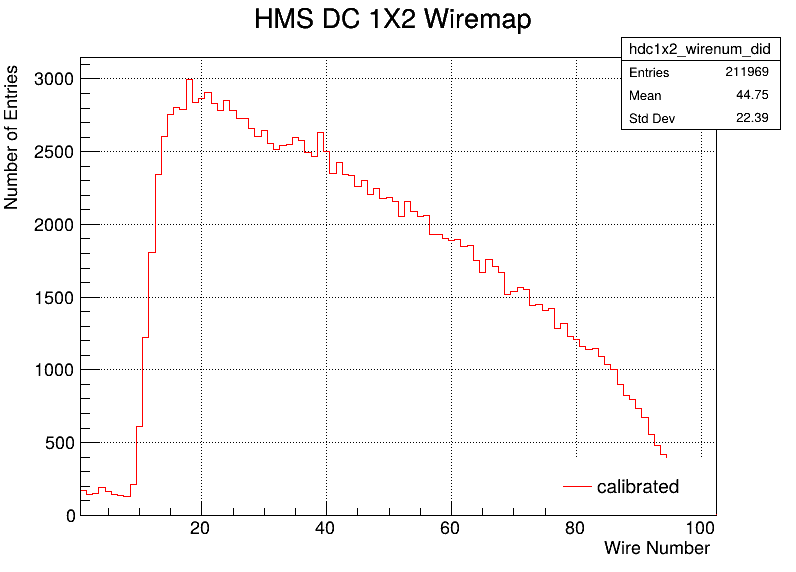 HMS DC 1X2 Wiremap
hdc1x2_wirenum_did
Entries 211969
Mean 44.75
Std Dev 22.39
Number of Entries
3000
2500
2000
1500
1000
500
0
20 40 60 80 100
Wire Number
calibrated